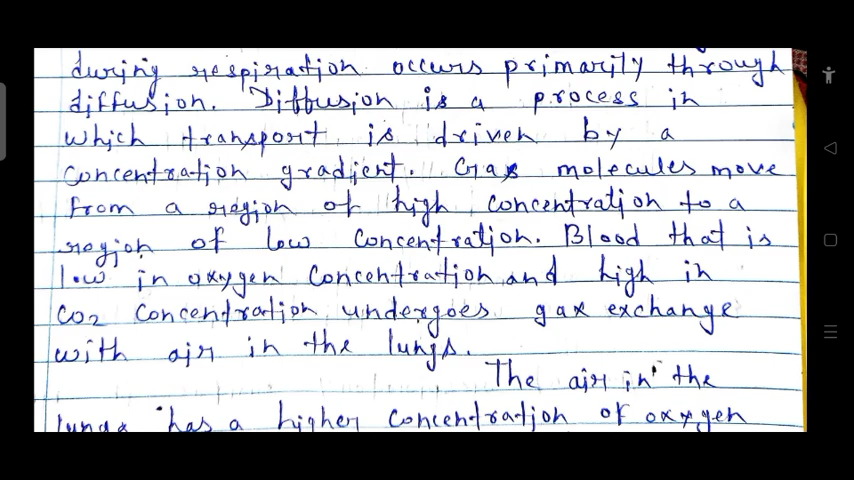 during respiration occurs primarily through
diffusion. Diffusion is a process in
which transport is driven by a
concentration gradient. Gas molecules move
from a region of high concentration to a
region of low concentration. Blood that is
low in oxygen concentration and high in
CO2 concentration undergoes gas exchange
with air in the lungs.
The air in the
lungs has a higher concentration of oxygen